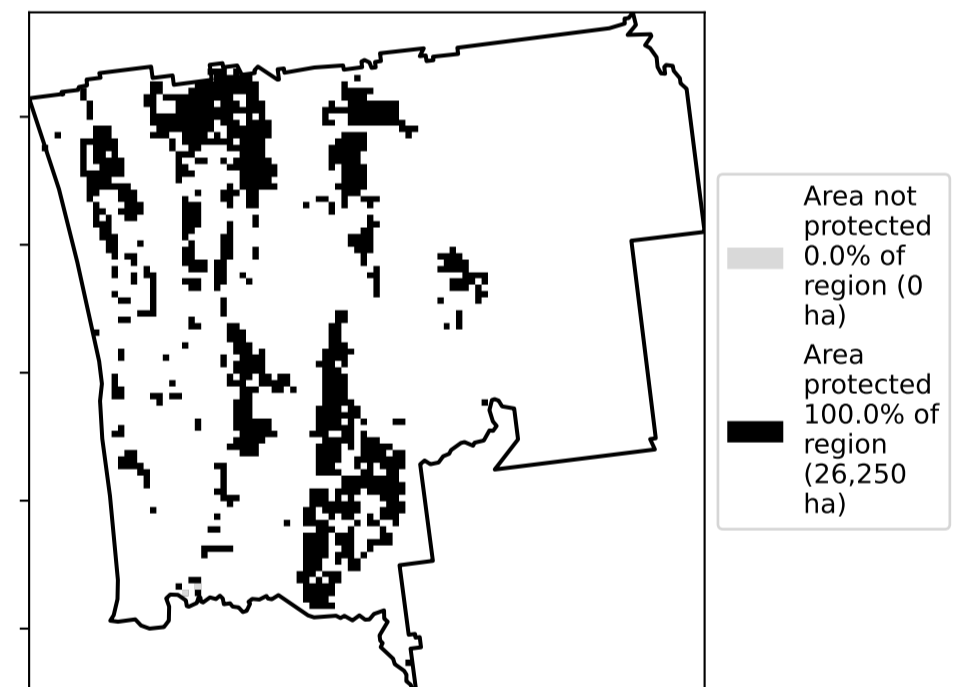 Area not
protected
0.0% of
region (0
ha)
Area
protected
100.0% of
region
(26,250
ha)